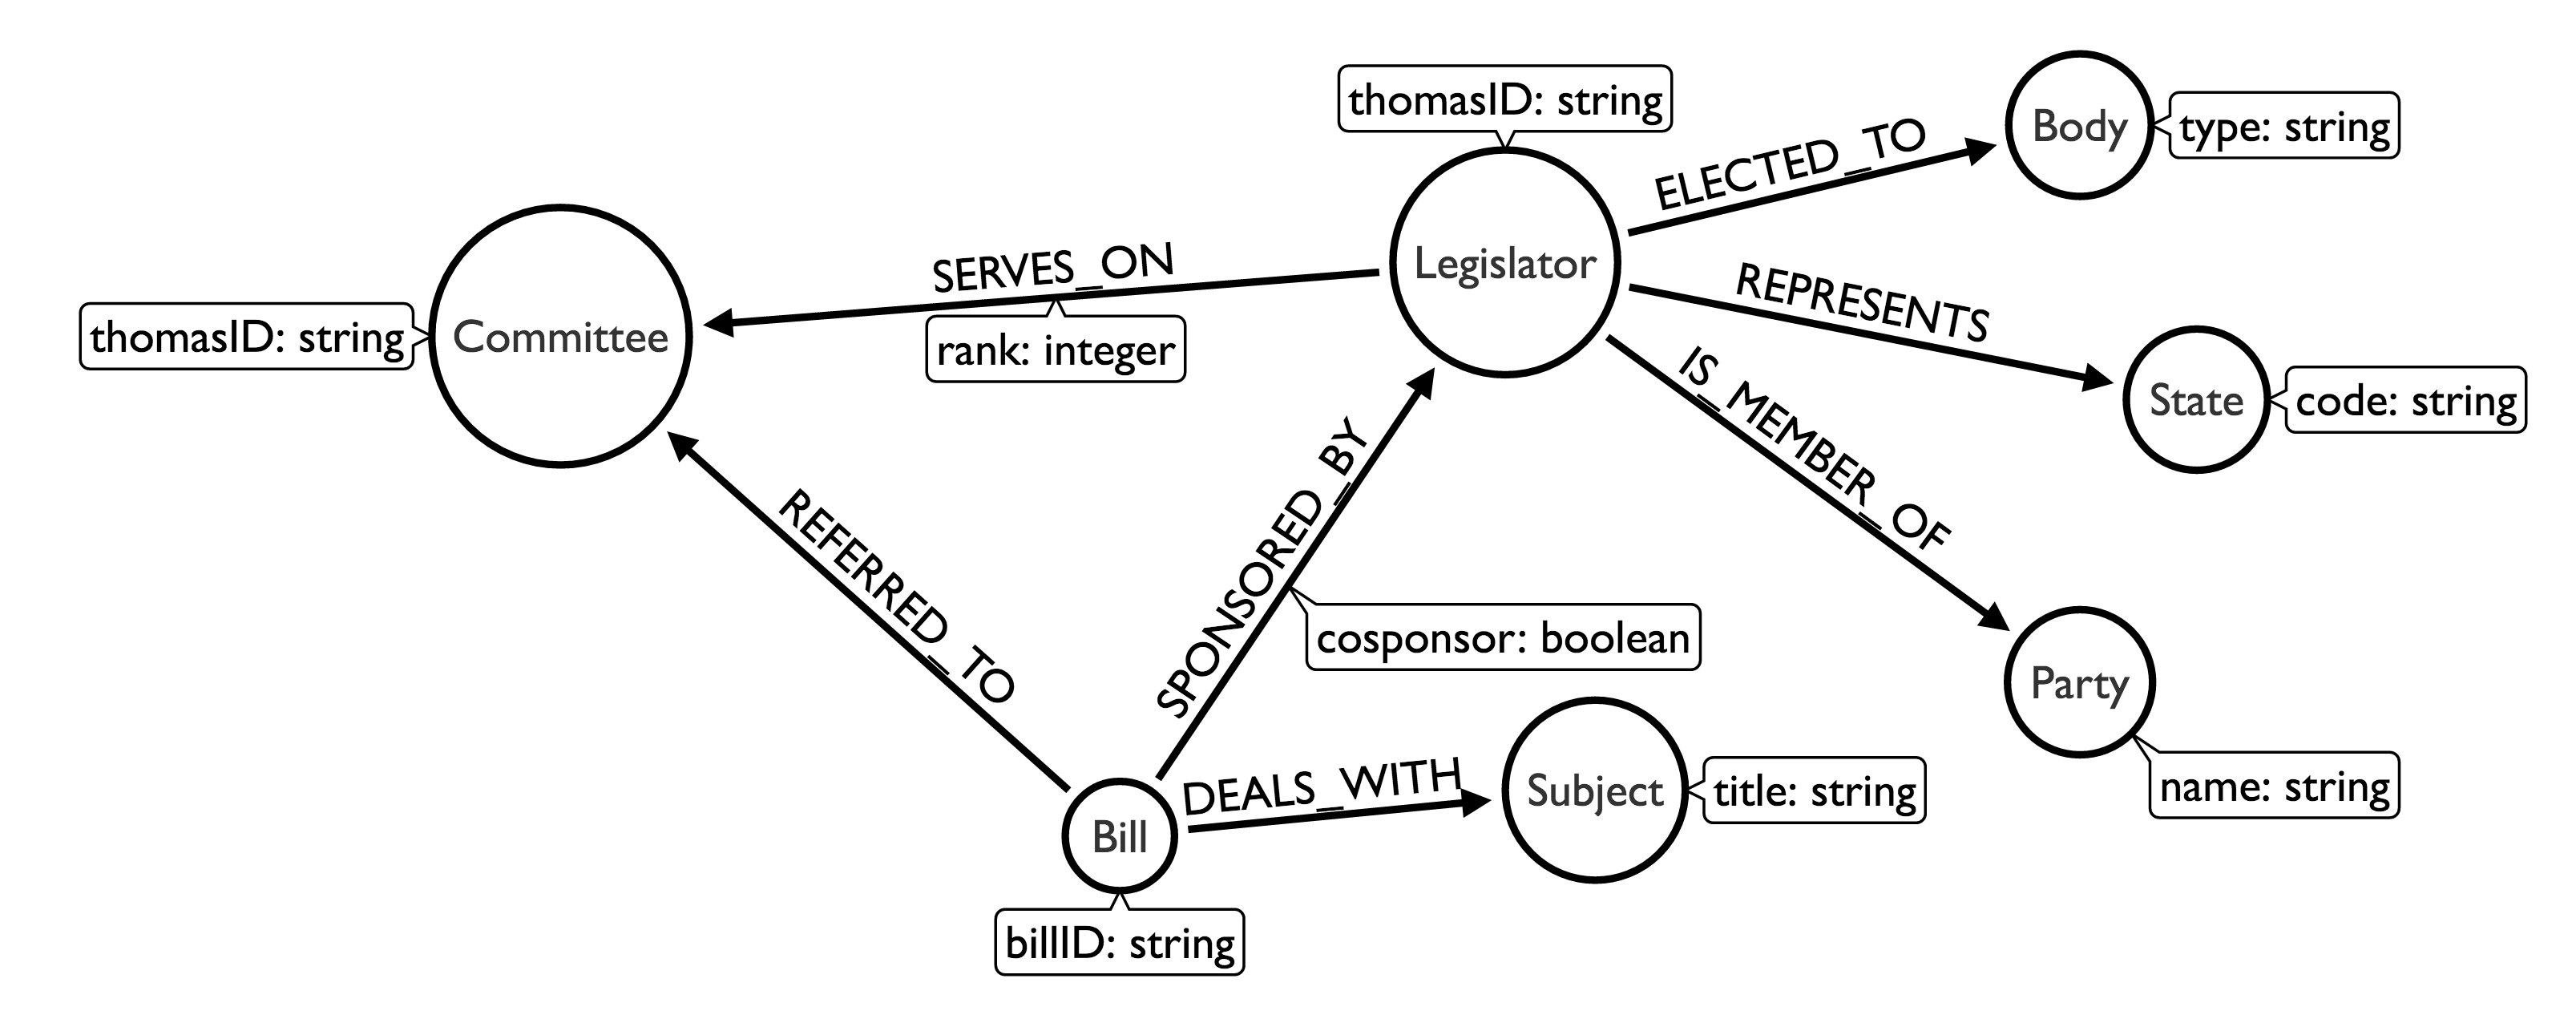 thomasID: string
Body
type: string
ELECTED_TO
Legislator
SERVES_ON
REPRESENTS
thomasID: string
Committee
rank: integer
State
code: string
IS_MEMBER_OF
REFERRED_TO
SPONSORED_BY
cosponsor: boolean
Party
name: string
DEALS_WITH
Subject
title: string
Bill
billID: string